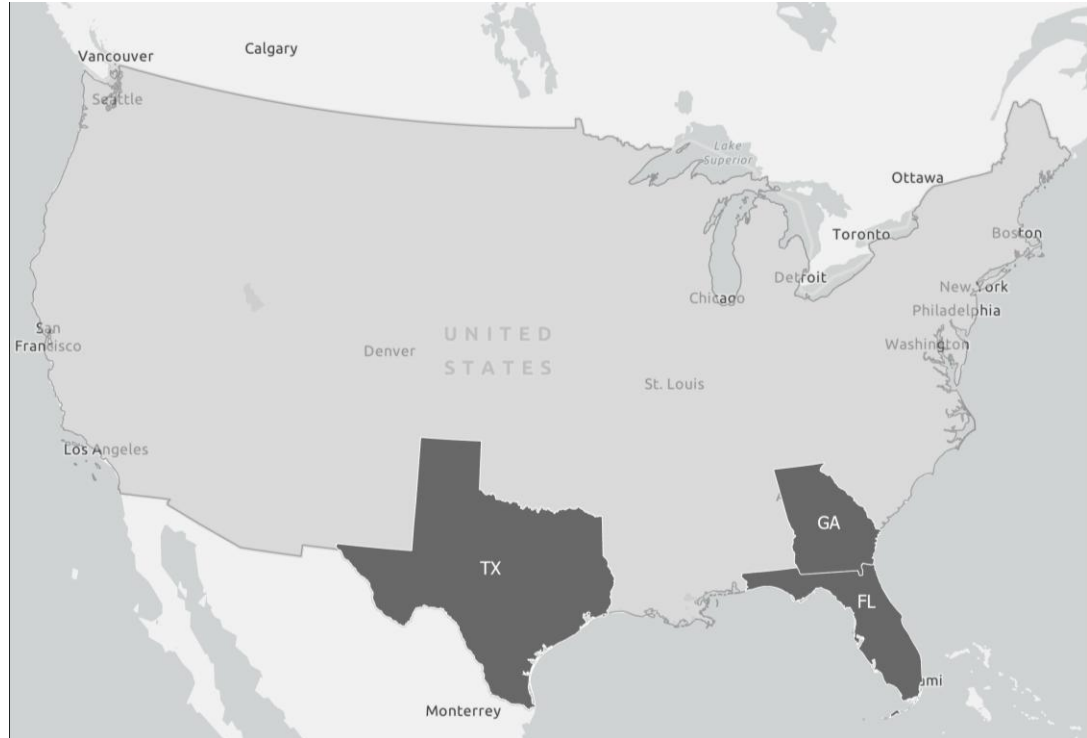 Vancouver
Calgary
Seattle
Lake
Superior
Ottawa
Toronto
Boston
Detroit
New York
Chicago
Philadelphia
UNITED
STATES
San
Francisco
Denver
Washington
St. Louis
Los Angeles
GA
TX
FL
Monterrey